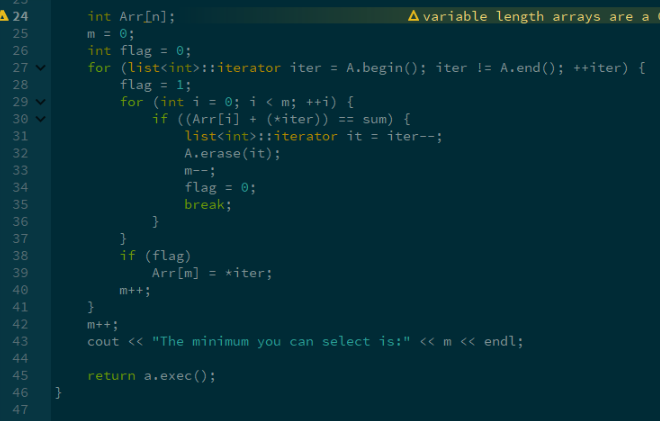 24 int Arr[n]; variable length arrays are a
25 m = 0;
26 int flag = 0;
27 for (list<int>::iterator iter = A.begin(); iter != A.end(); ++iter) {
28 flag = 1;
29 for (int i = 0; i < m; ++i) {
30 if ((Arr[i] + (*iter)) == sum) {
31 list<int>::iterator it = iter--;
32 A.erase(it);
33 m--;
34 flag = 0;
35 break;
36 }
37 }
38 if (flag)
39 Arr[m] = *iter;
40 m++;
41 }
42 m++;
43 cout << "The minimum you can select is:" << m << endl;
44
45 return a.exec();
46 }
47